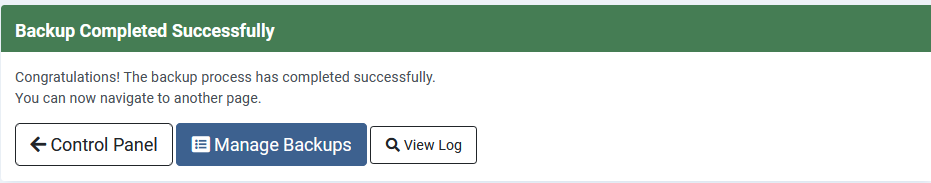 Backup Completed Successfully
Congratulations! The backup process has completed successfully.
You can now navigate to another page.
Control Panel Manage Backups View Log